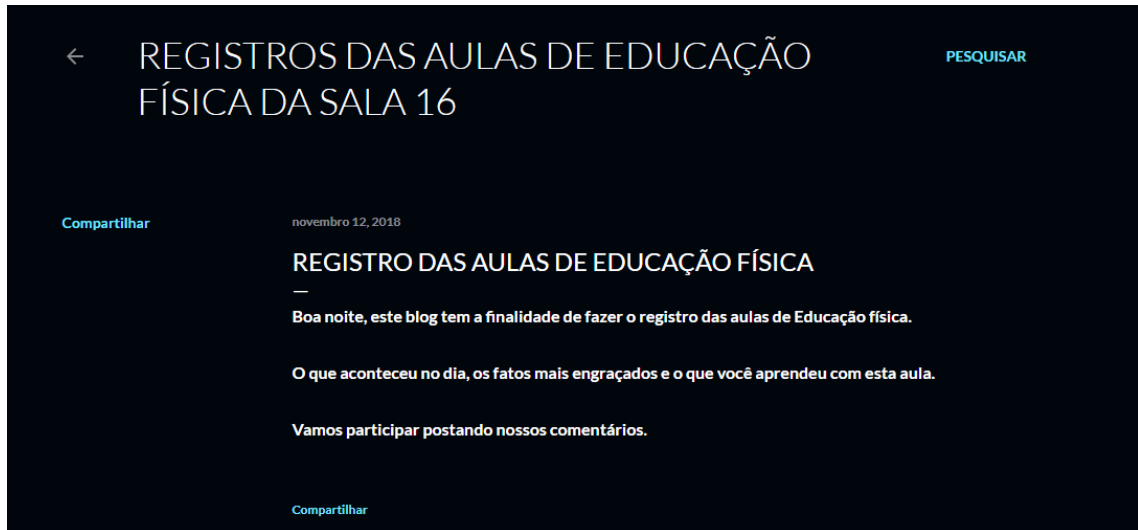 REGISTROS DAS AULAS DE EDUCAÇÃO
FÍSICA DA SALA 16
PESQUISAR
Compartilhar
novembro 12, 2018
REGISTRO DAS AULAS DE EDUCAÇÃO FÍSICA
Boa noite, este blog tem a finalidade de fazer o registro das aulas de Educação física.
O que aconteceu no dia, os fatos mais engraçados e o que você aprendeu com esta aula.
Vamos participar postando nossos comentários.
Compartilhar